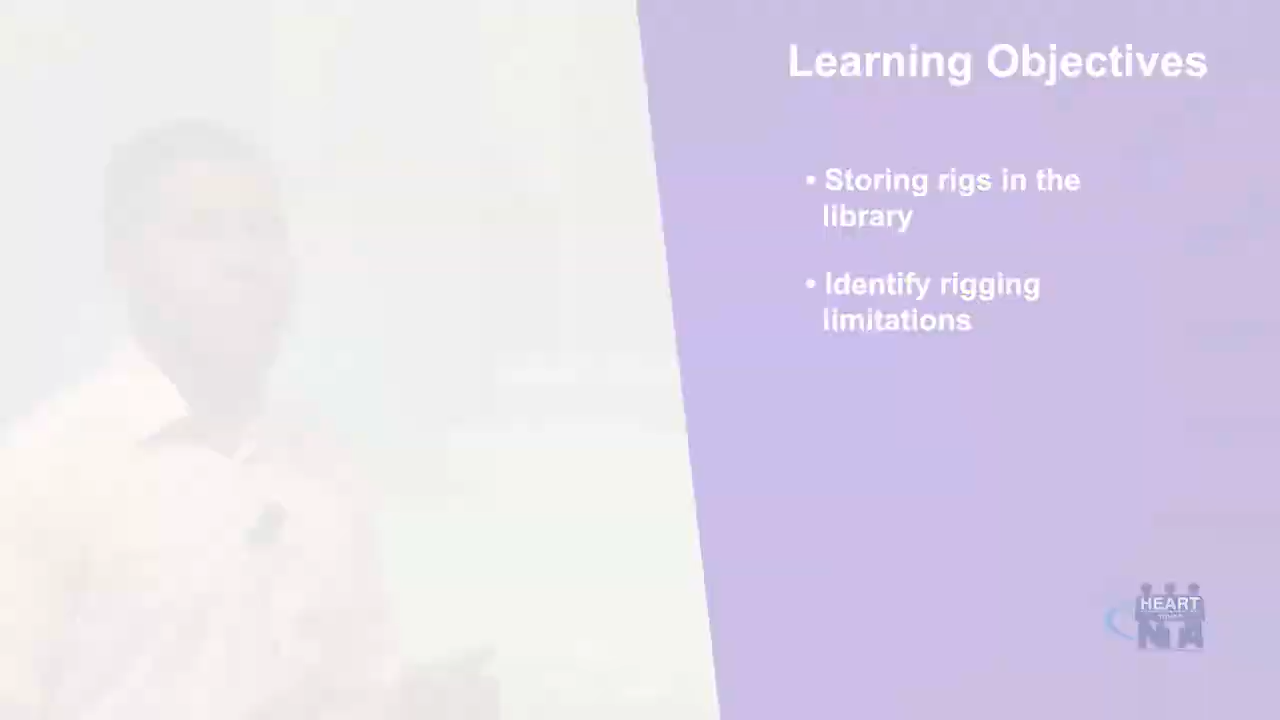 Learning Objectives
• Storing rigs in the
library
• Identify rigging
limitations
HEART
NTA